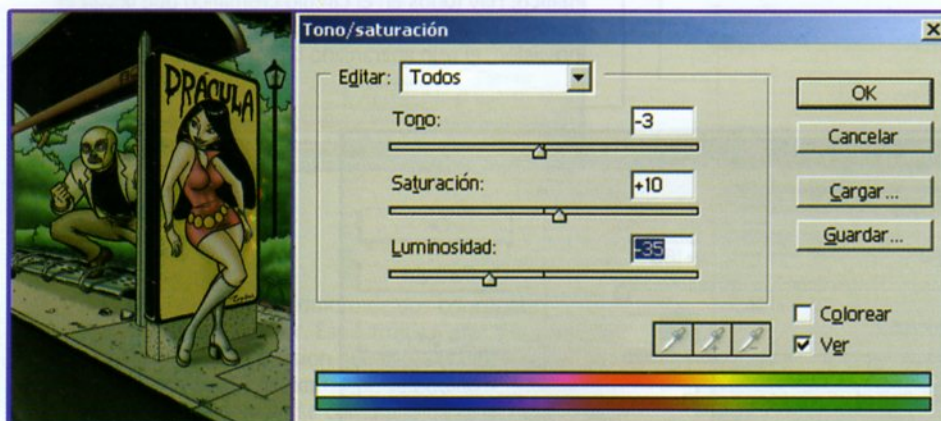 DRACULA
Tono/saturación
Editar: Todos
Tono: -3
Saturación: +10
Luminosidad: -35
OK
Cancelar
Cargar...
Guardar...
Colorear
Ver